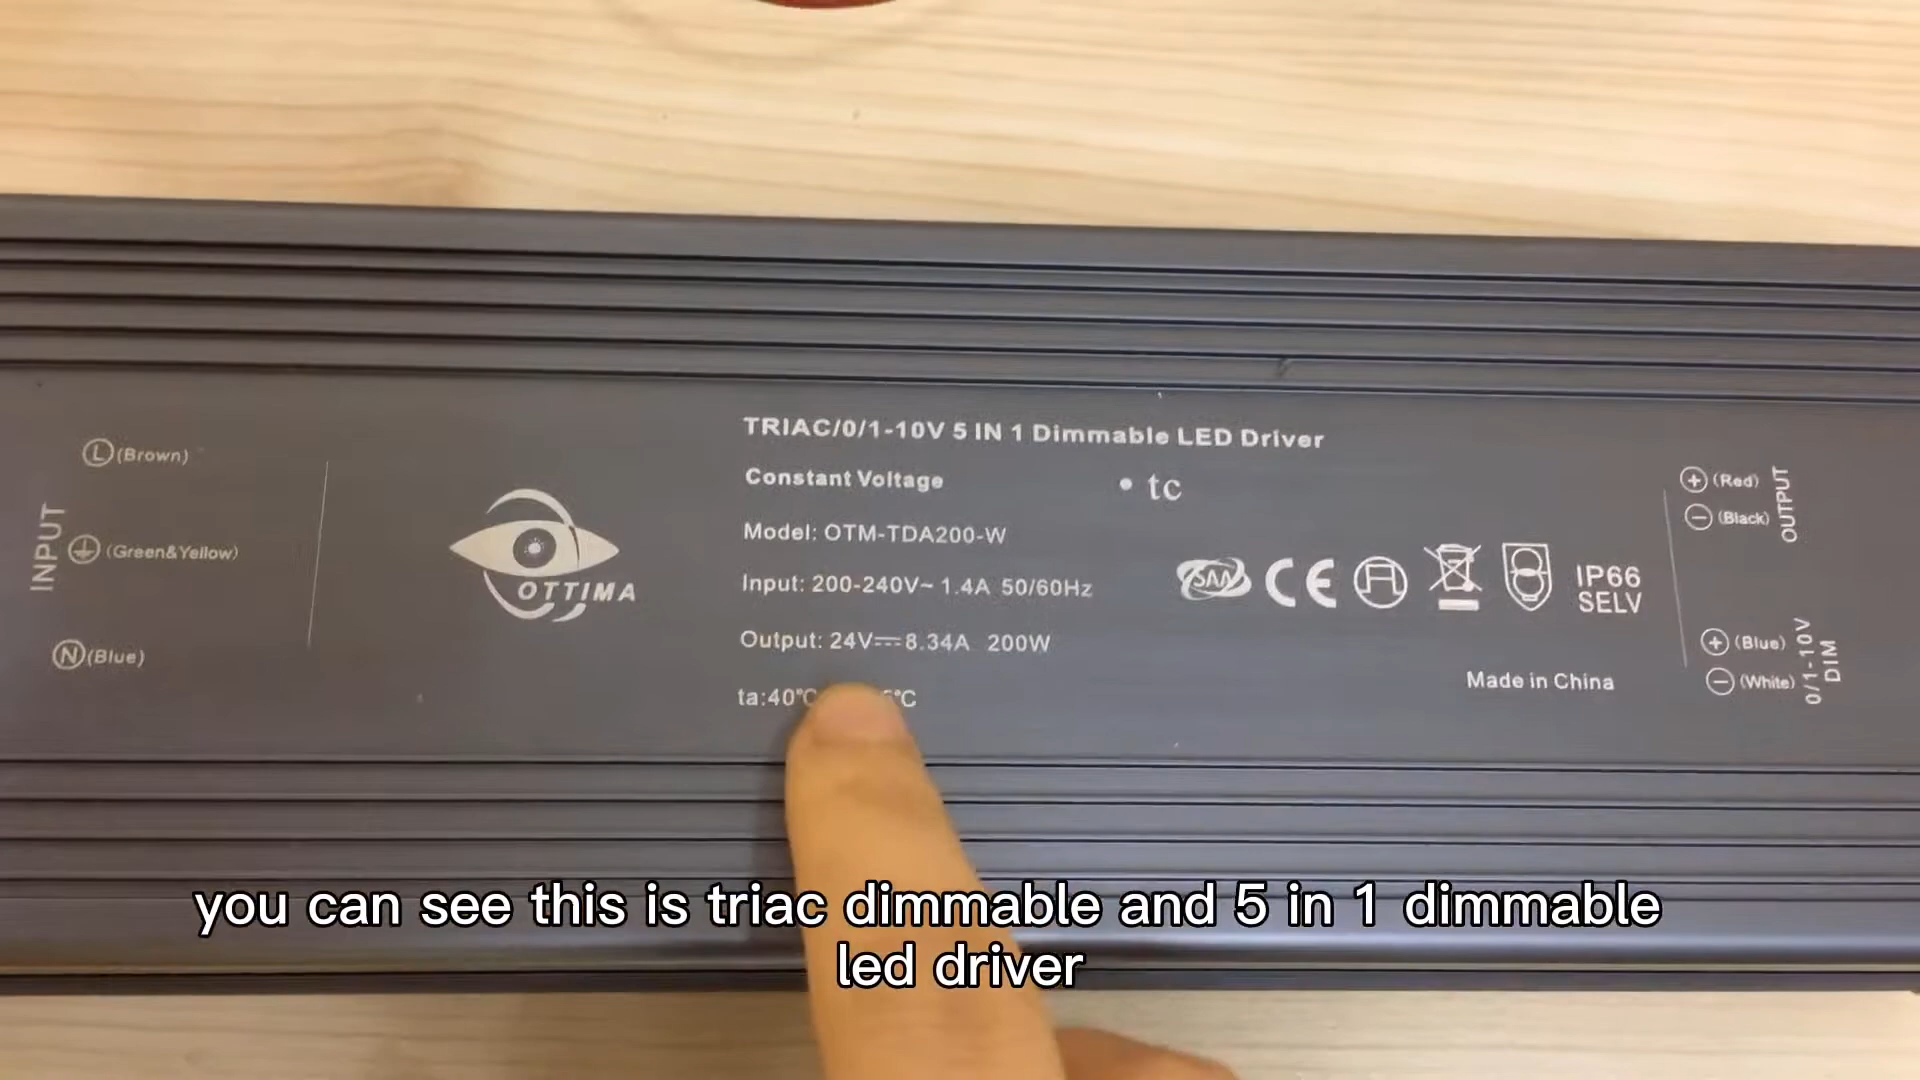 INPUT
L (Brown)
(Green&Yellow)
N (Blue)
OTTIMA
TRIAC/0/1-10V 5 IN 1 Dimmable LED Driver
Constant Voltage
• tc
Model: OTM-TDA200-W
Input: 200-240V~ 1.4A 50/60Hz
Output: 24V⎓8.34A 200W
ta:40°C
°C
SAA
CE
IP66
SELV
Made in China
+ (Red)
- (Black)
OUTPUT
+ (Blue)
- (White)
0/1-10V
DIM
you can see this is triac dimmable and 5 in 1 dimmable
led driver